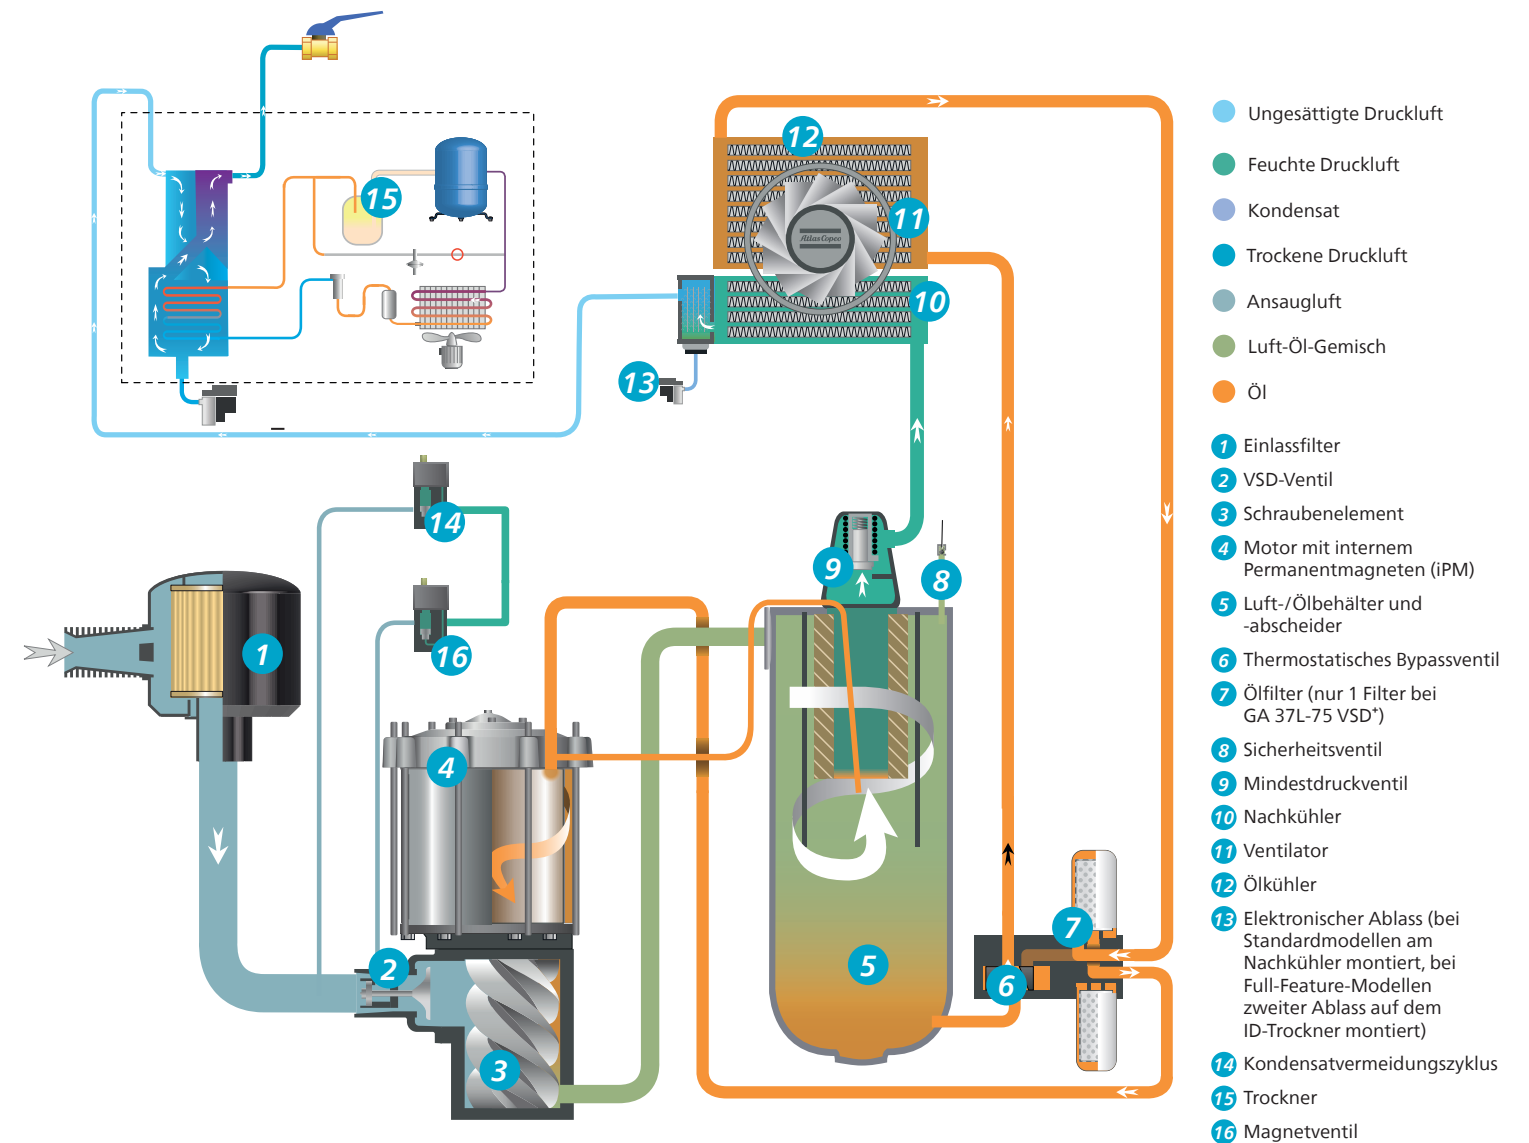 12
15
11
Atlas Copco
10
13
14
9
8
16
1
4
7
2
5
6
3
Ungesättigte Druckluft
Feuchte Druckluft
Kondensat
Trockene Druckluft
Ansaugluft
Luft-Öl-Gemisch
Öl
1 Einlassfilter
2 VSD-Ventil
3 Schraubenelement
4 Motor mit internem
Permanentmagneten (iPM)
5 Luft-/Ölbehälter und
-abscheider
6 Thermostatisches Bypassventil
7 Ölfilter (nur 1 Filter bei
GA 37L-75 VSD⁺)
8 Sicherheitsventil
9 Mindestdruckventil
10 Nachkühler
11 Ventilator
12 Ölkühler
13 Elektronischer Ablass (bei
Standardmodellen am
Nachkühler montiert, bei
Full-Feature-Modellen
zweiter Ablass auf dem
ID-Trockner montiert)
14 Kondensatvermeidungszyklus
15 Trockner
16 Magnetventil